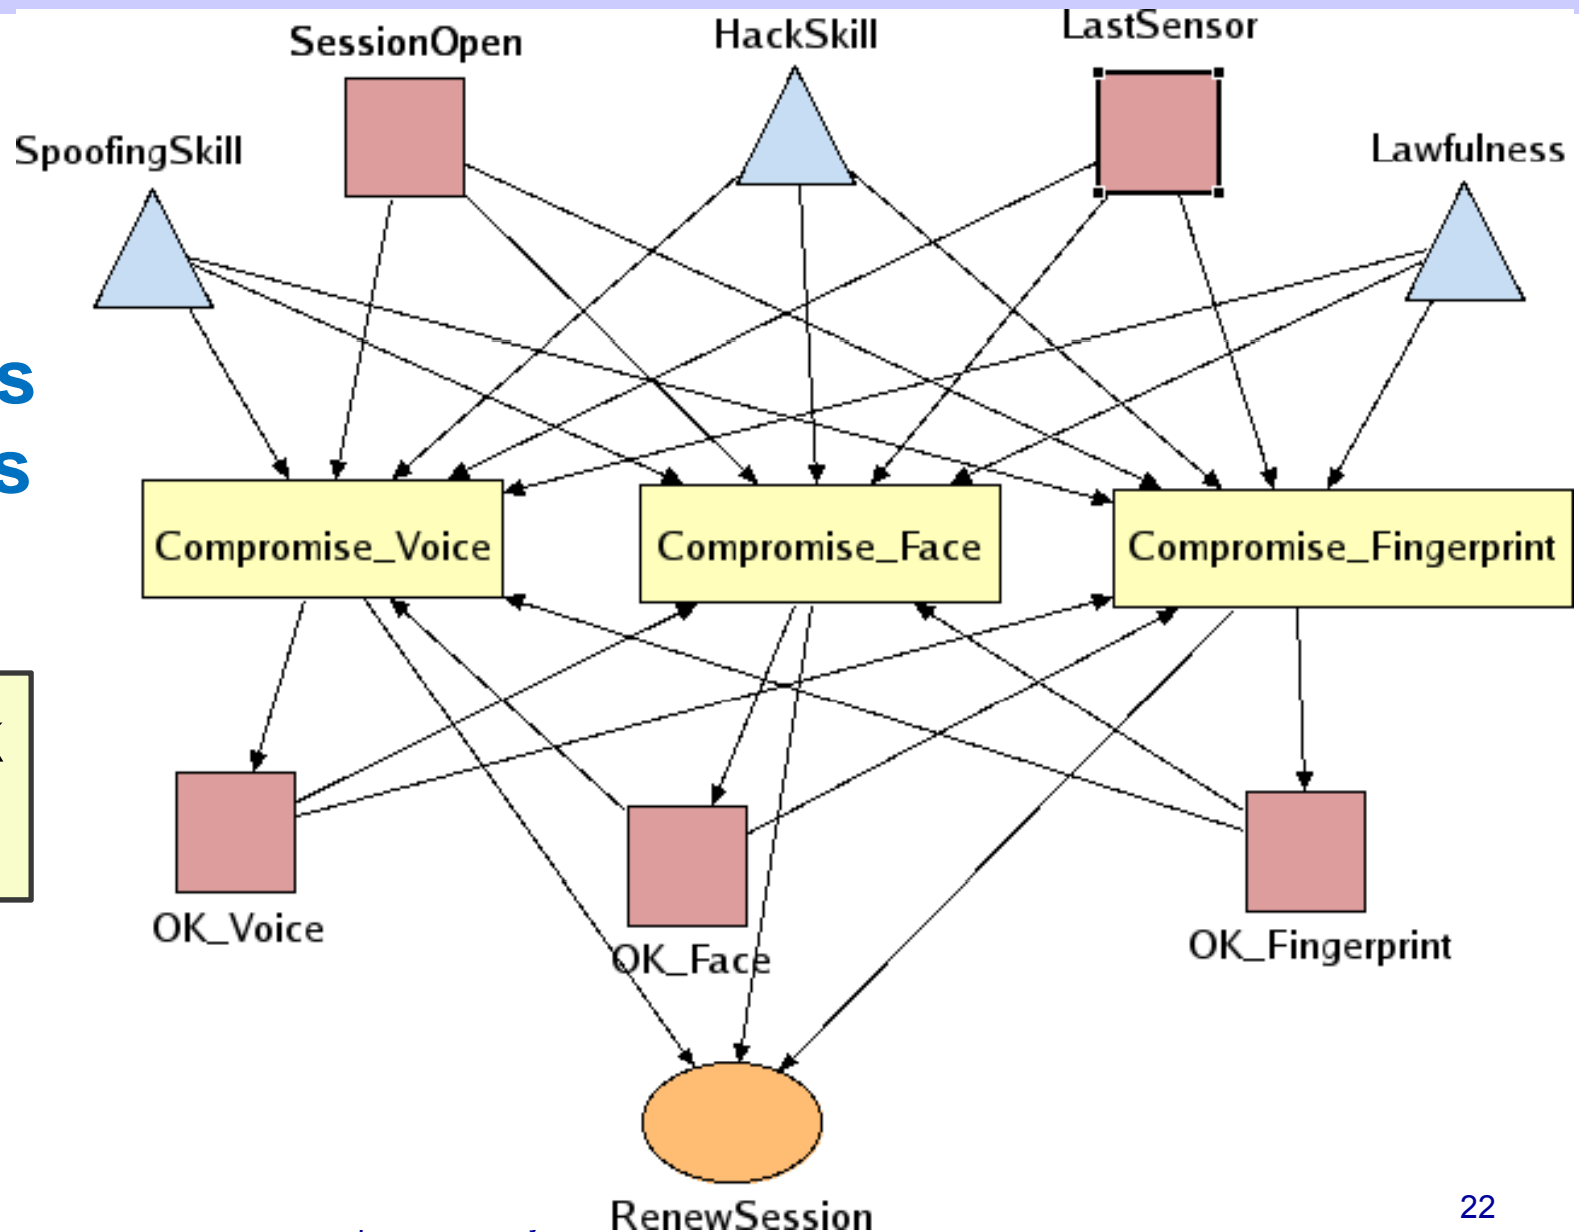 SessionOpen
HackSkill
LastSensor
SpoofingSkill
Lawfulness
s
s
Compromise_Voice
Compromise_Face
Compromise_Fingerprint
OK_Voice
OK_Face
OK_Fingerprint
RenewSession
22